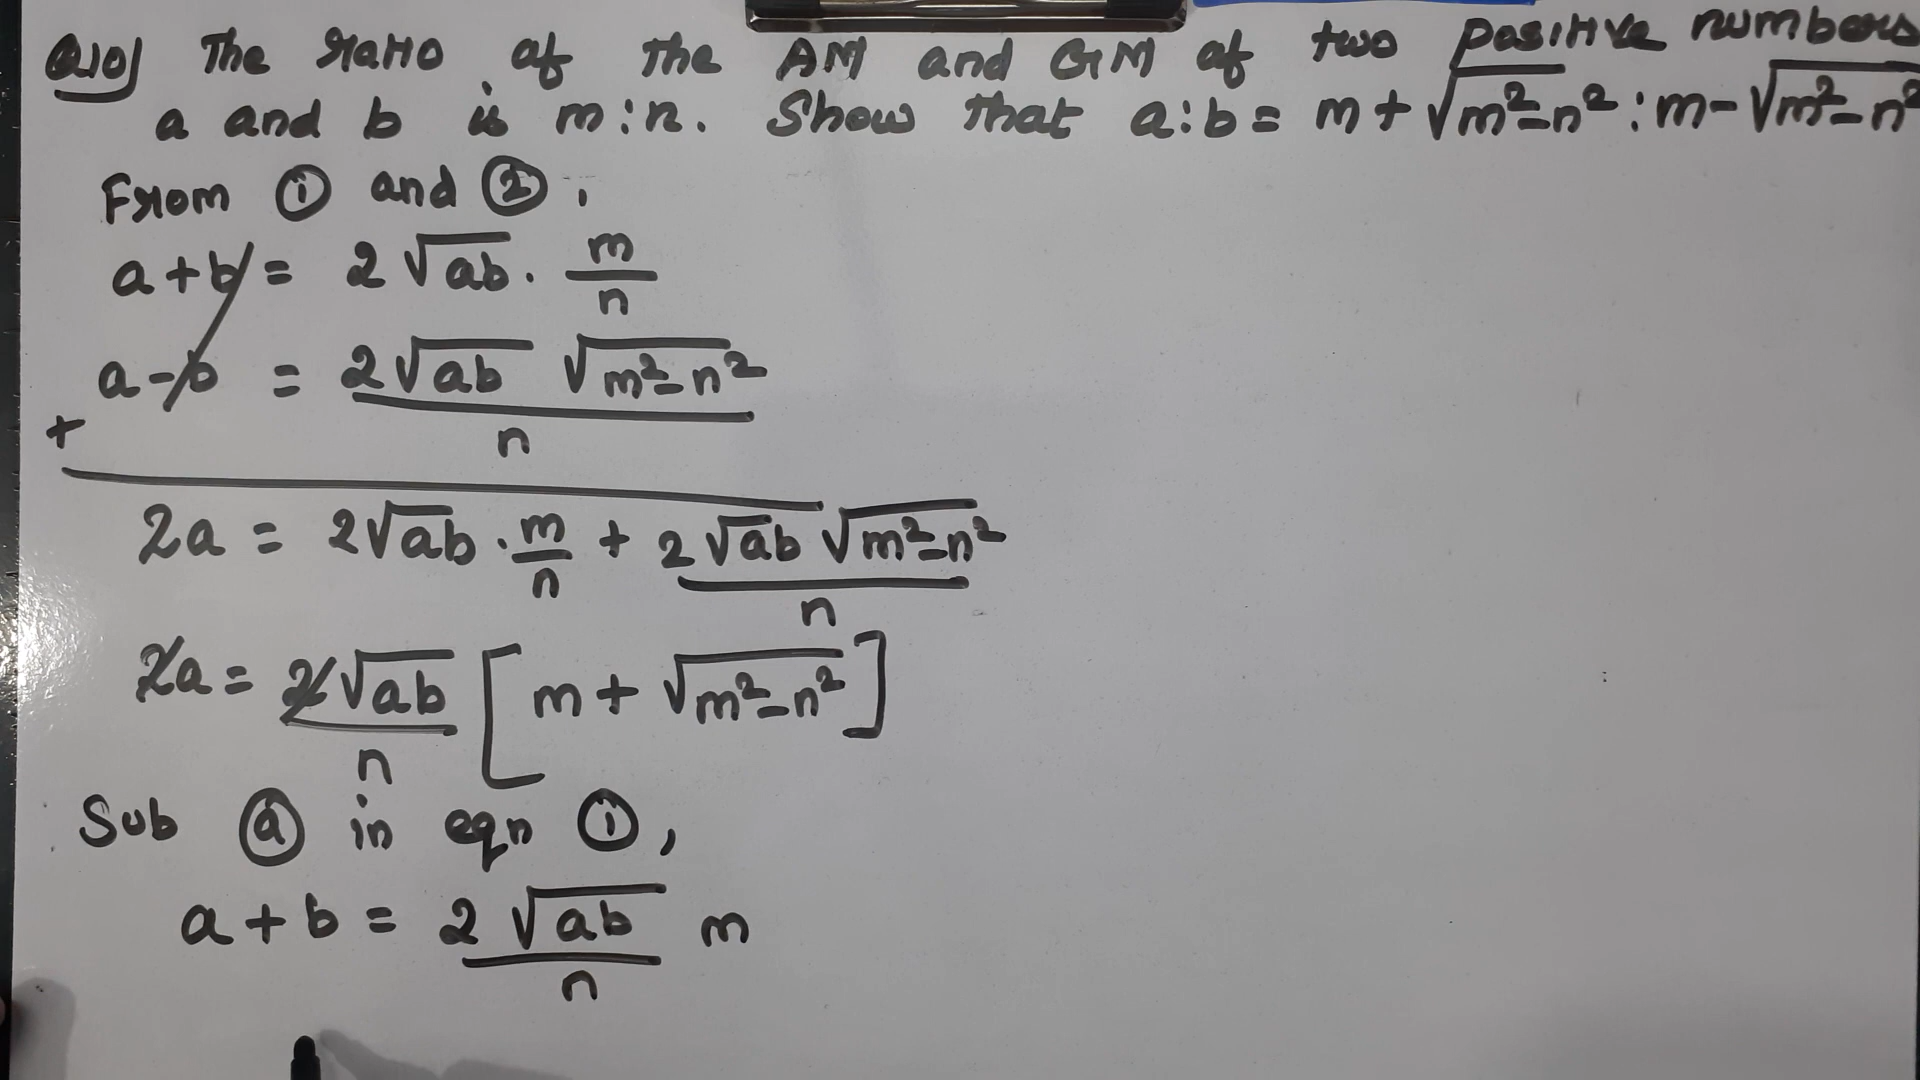 Q10) The ratio of the AM and GM of two positive numbers
a and b is m:n. Show that a:b = m+√m²-n² : m-√m²-n²
From ① and ②,
a+b = 2√ab · m/n
a-b = 2√ab √m²-n² / n
+
2a = 2√ab · m/n + 2√ab √m²-n² / n
2a = 2√ab / n [m+√m²-n²]
Sub ⓐ in eqn ①,
a+b = 2√ab / n m